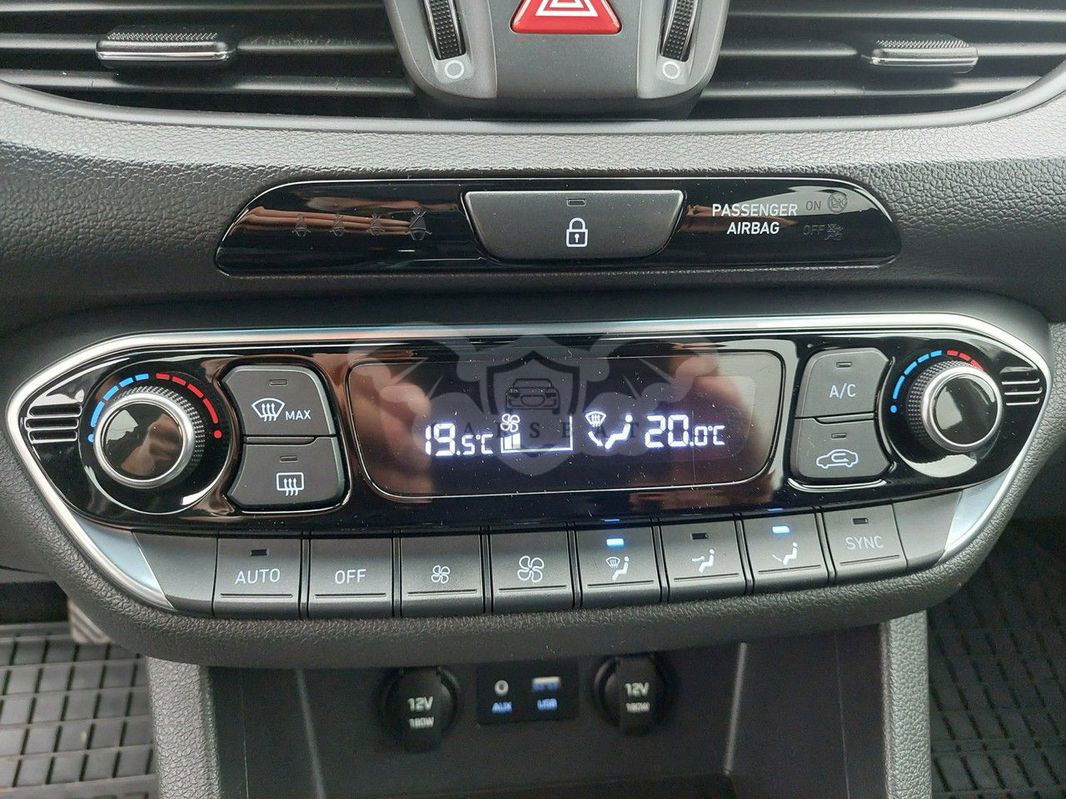 PASSENGER ON
AIRBAG OFF
MAX
19.5°C
20.0°C
A/C
AUTO
OFF
SYNC
12V
180W
AUX
USB
12V
180W